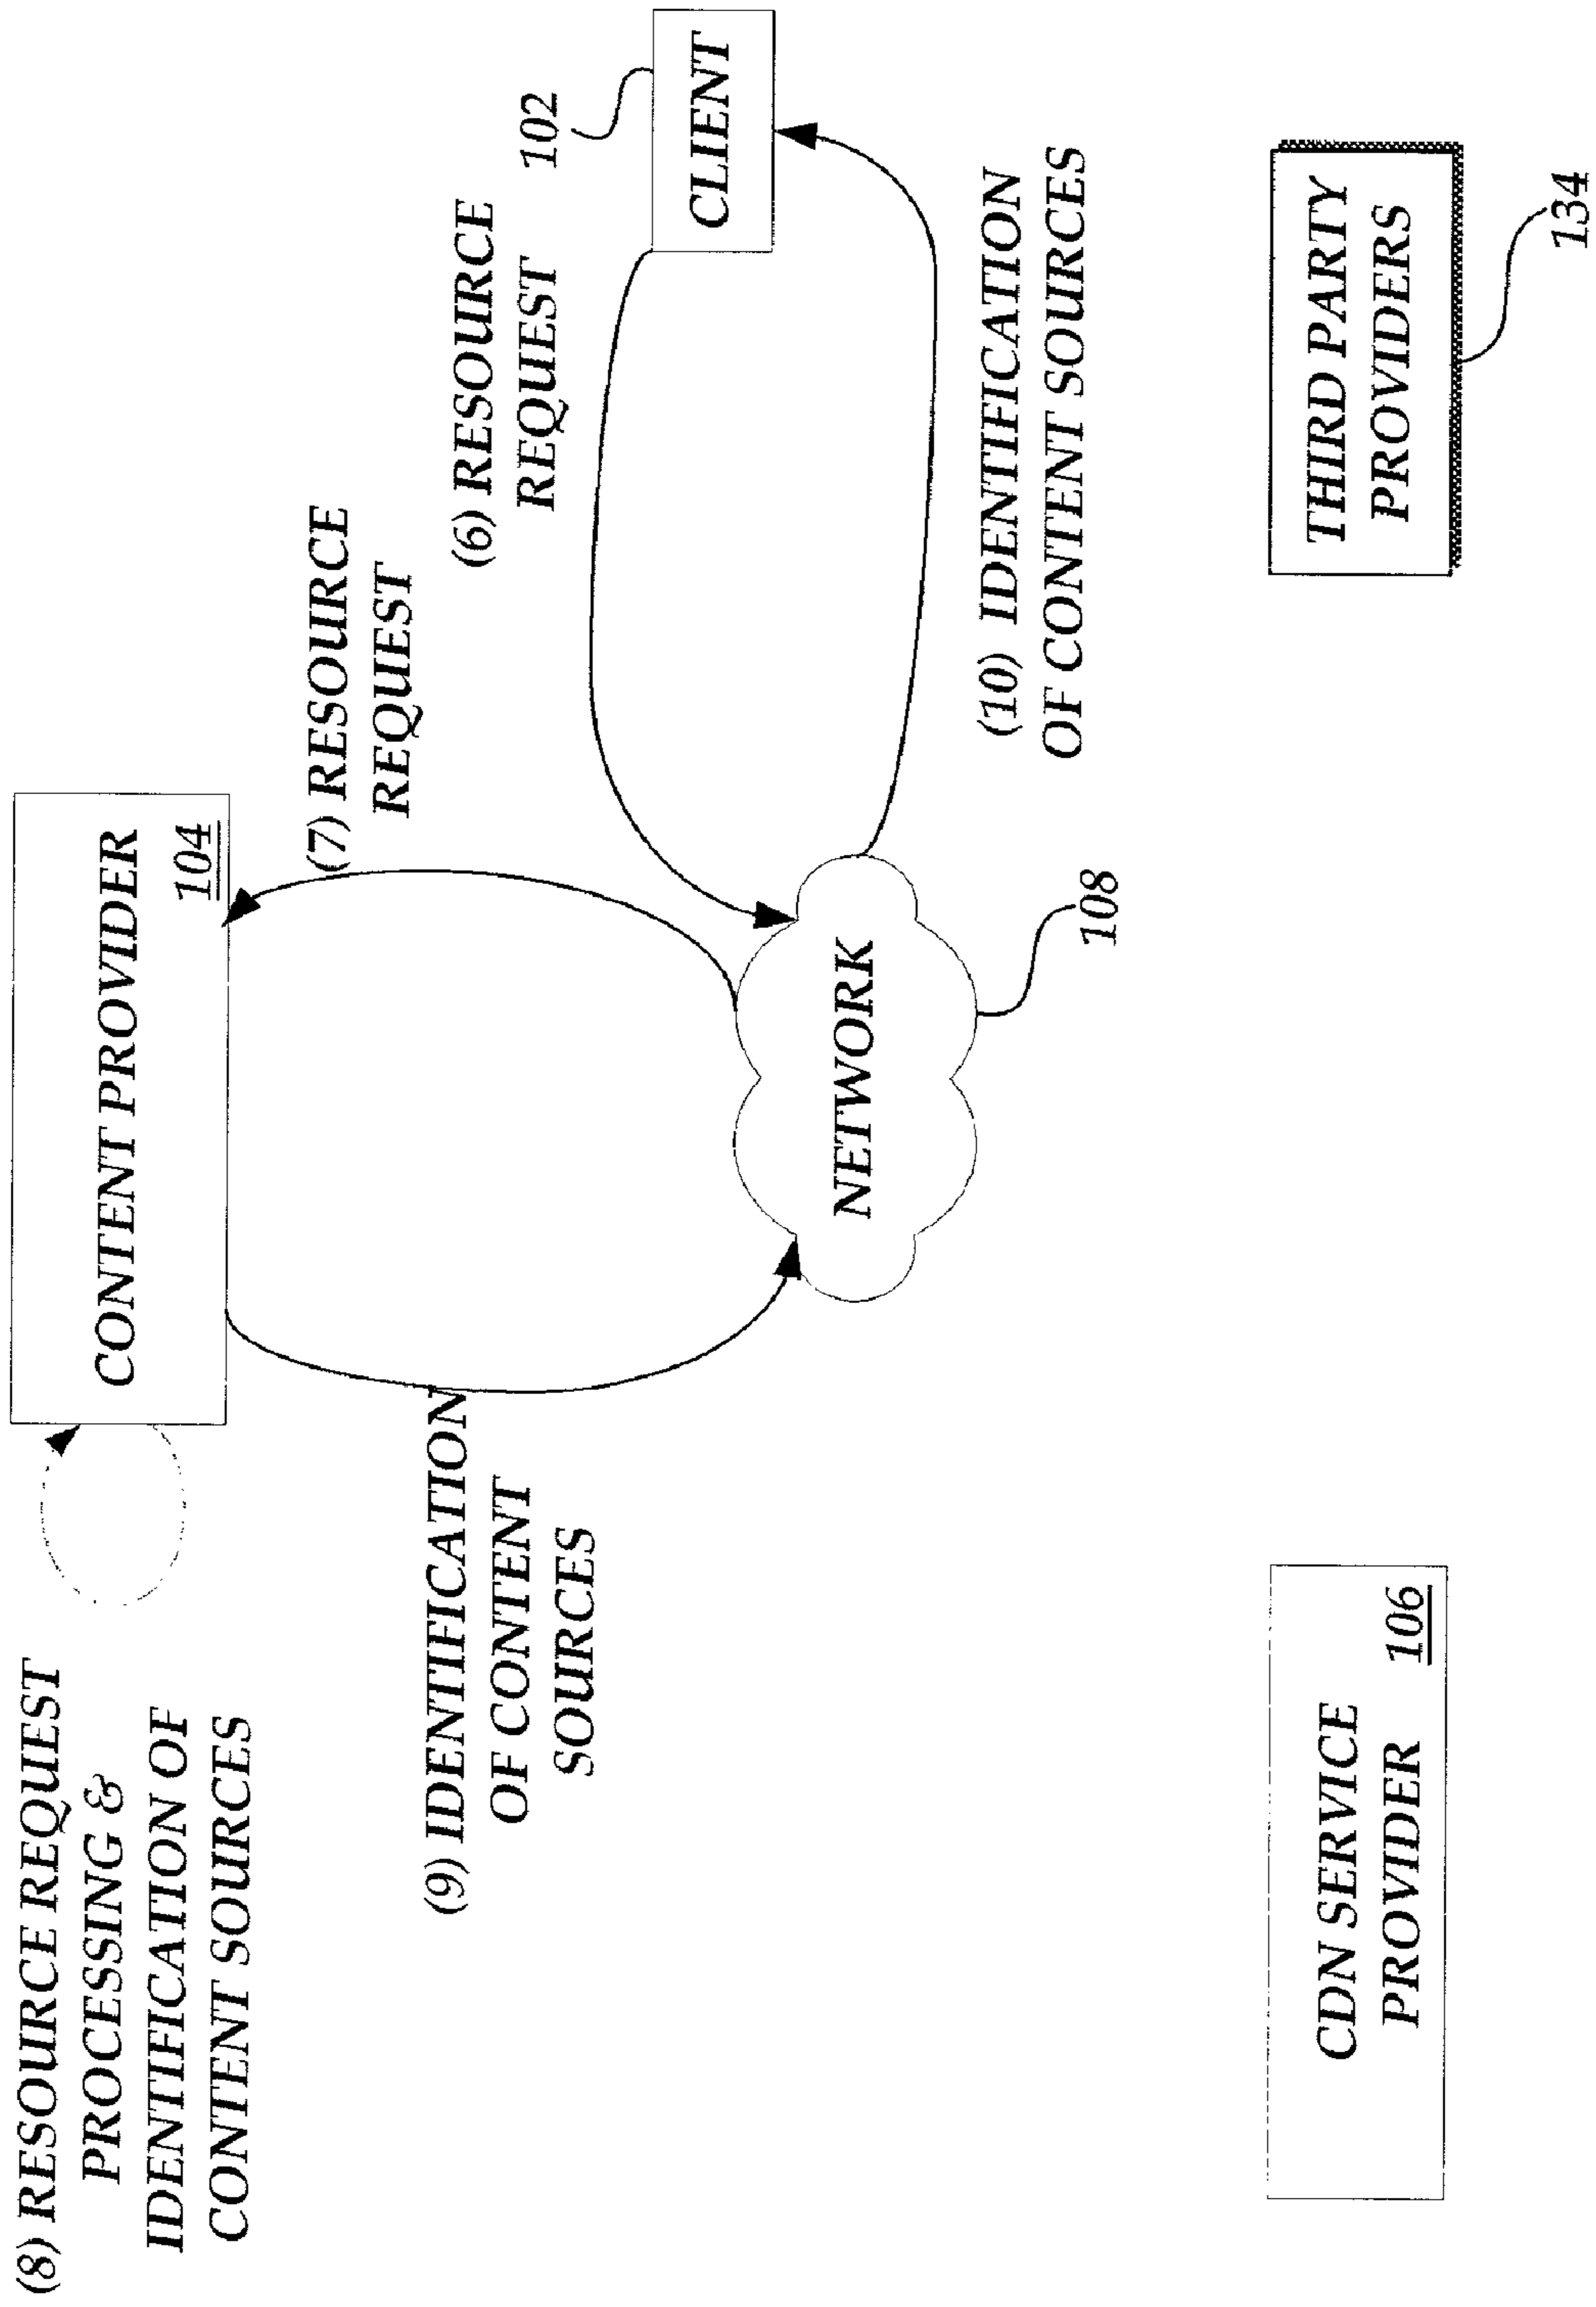 (8) RESOURCE REQUEST
PROCESSING &
IDENTIFICATION OF
CONTENT SOURCES
CONTENT PROVIDER
104
(7) RESOURCE
REQUEST
(9) IDENTIFICATION
OF CONTENT
SOURCES
(6) RESOURCE
REQUEST
102
CLIENT
NETWORK
108
(10) IDENTIFICATION
OF CONTENT SOURCES
CDN SERVICE
PROVIDER
106
THIRD PARTY
PROVIDERS
134